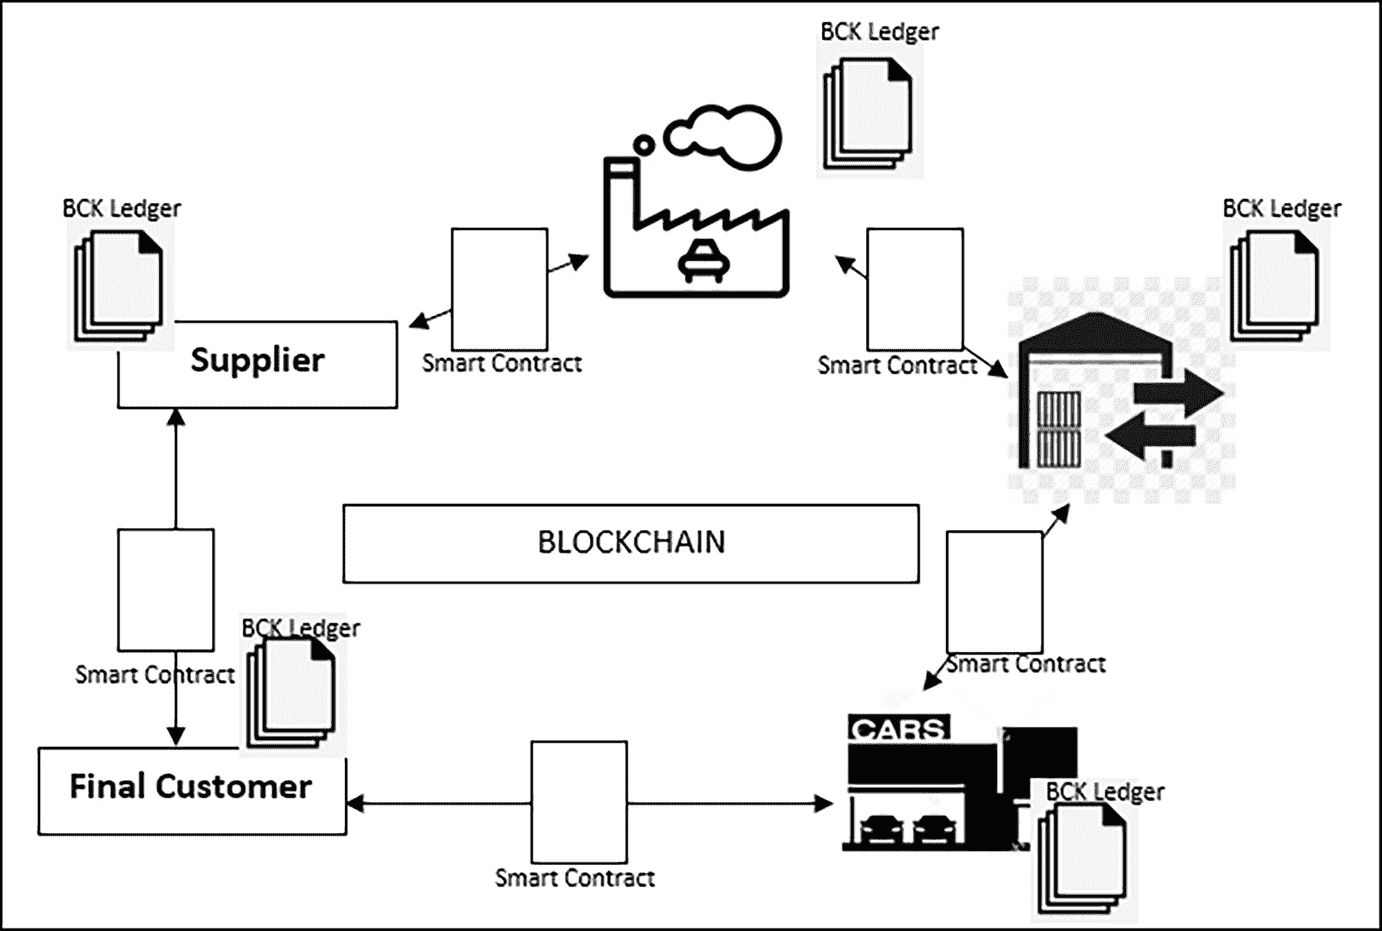 BCK Ledger
BCK Ledger
BCK Ledger
Smart Contract
Smart Contract
Supplier
BLOCKCHAIN
BCK Ledger
Smart Contract
Smart Contract
CARS
Final Customer
BCK Ledger
Smart Contract